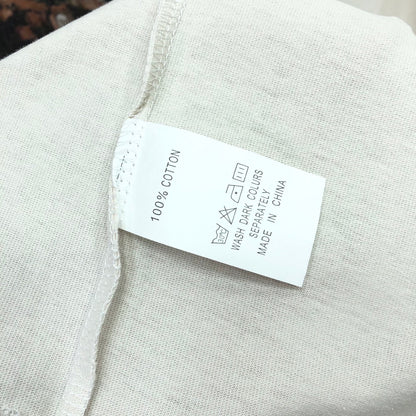 100% COTTON
WASH DARK COLURS
SEPARATELY
MADE IN CHINA